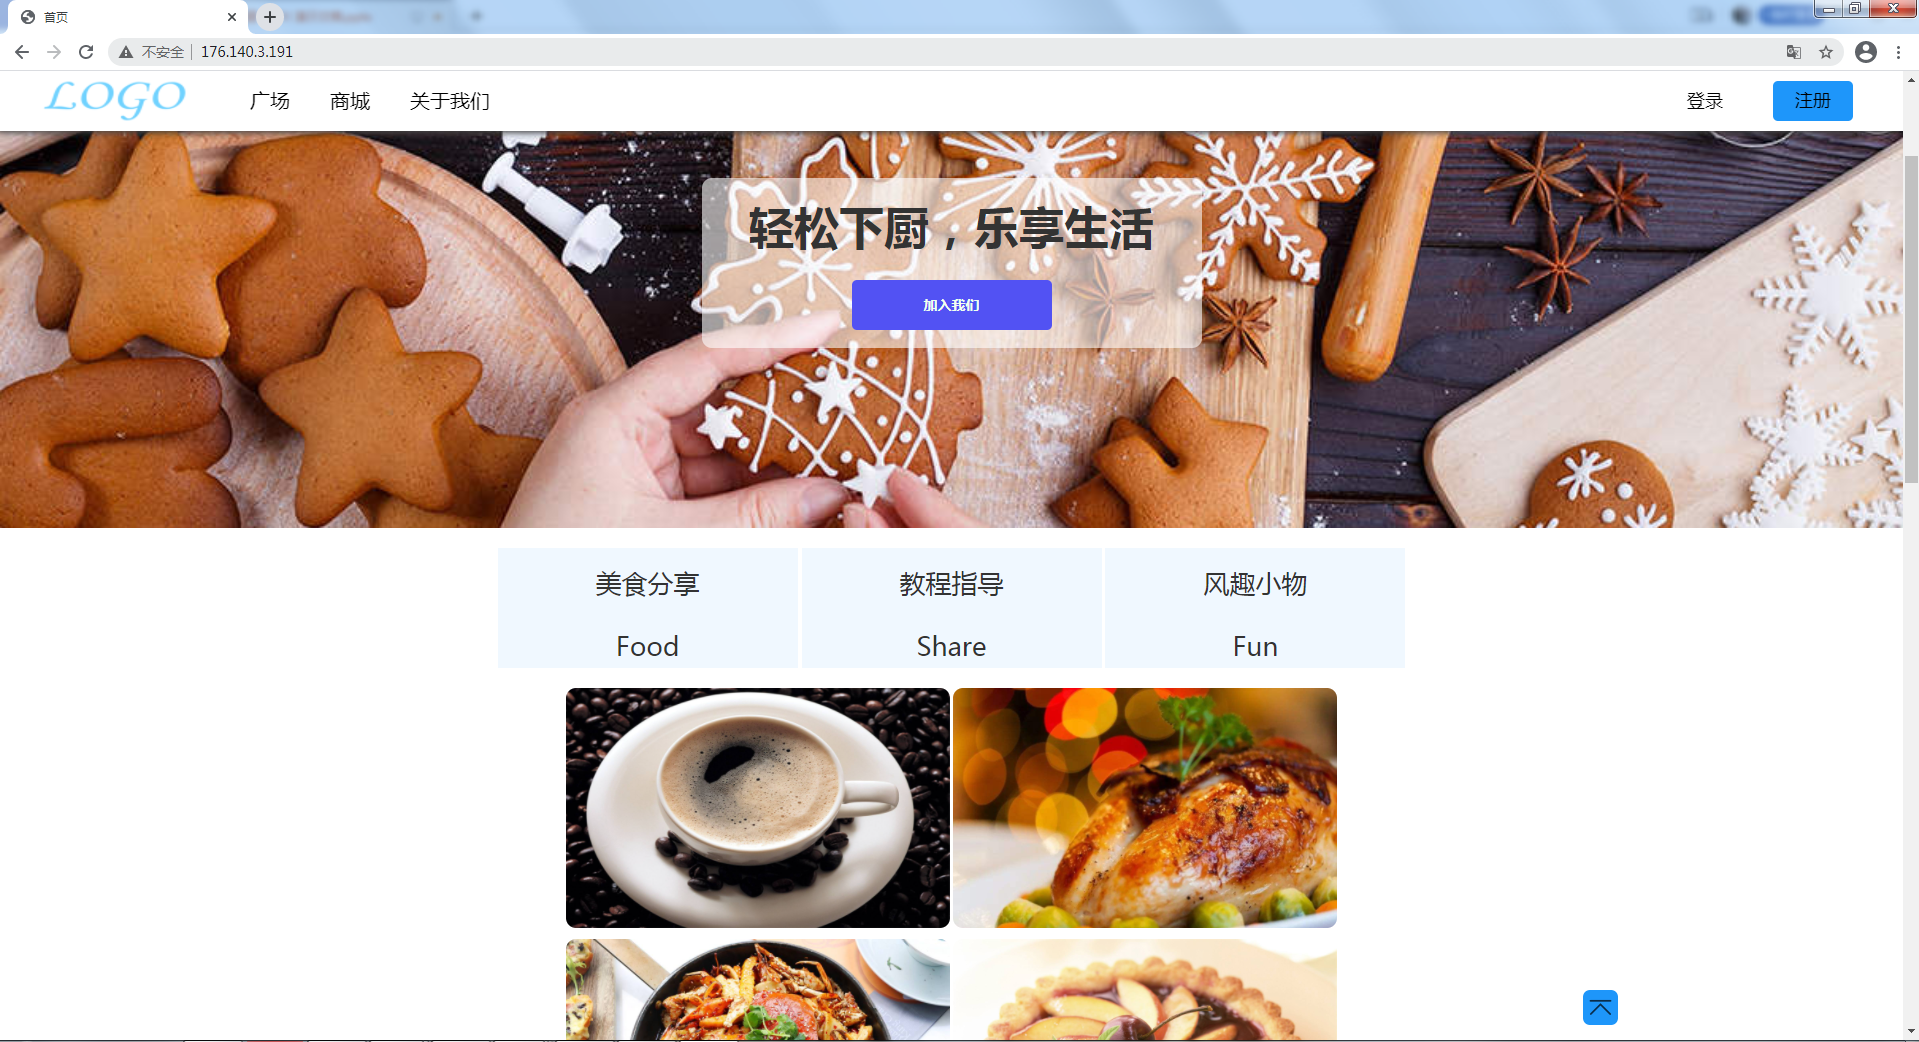 首页
不安全 176.140.3.191
LOGO 广场 商城 关于我们 登录 注册
轻松下厨，乐享生活
加入我们
美食分享 教程指导 风趣小物
Food Share Fun